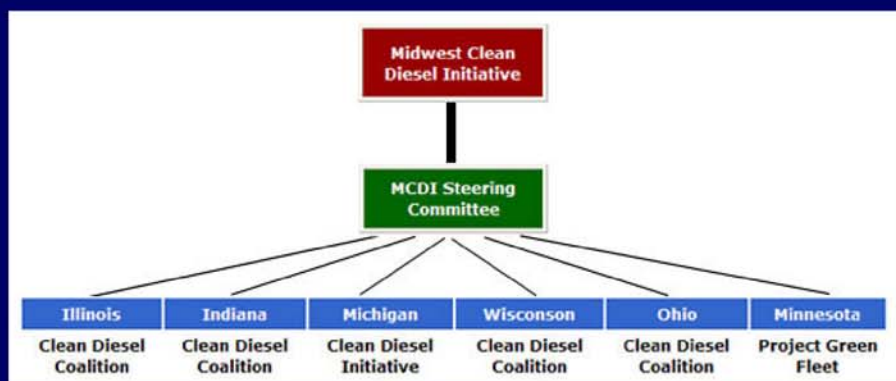 Midwest Clean
Diesel Initiative
MCDI Steering
Committee
Illinois Indiana Michigan Wisconson Ohio Minnesota
Clean Diesel Clean Diesel Clean Diesel Clean Diesel Clean Diesel Project Green
Coalition Coalition Initiative Coalition Coalition Fleet